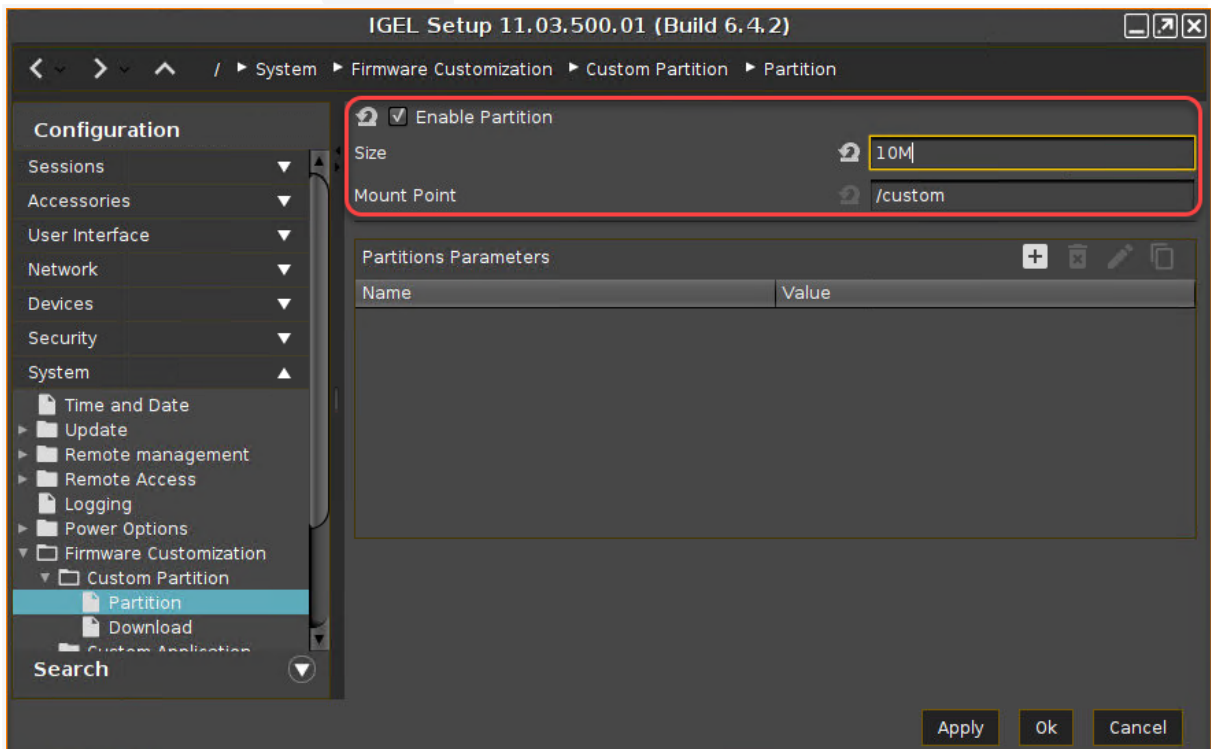 IGEL Setup 11.03.500.01 (Build 6.4.2)
/ System Firmware Customization Custom Partition Partition
Configuration
Sessions
Accessories
User Interface
Network
Devices
Security
System
Time and Date
Update
Remote management
Remote Access
Logging
Power Options
Firmware Customization
Custom Partition
Partition
Download
Custom Application
Search
Enable Partition
Size 10M
Mount Point /custom
Partitions Parameters
Name Value
Apply Ok Cancel